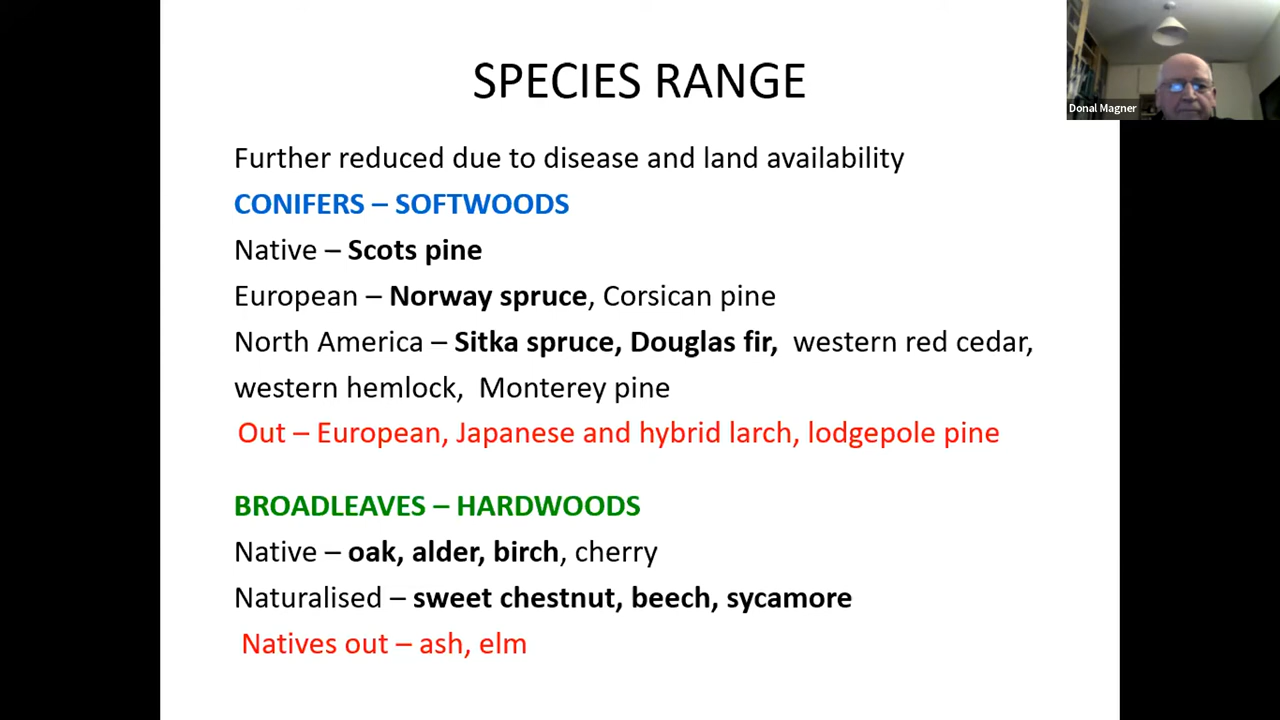 SPECIES RANGE
Donal Magner
Further reduced due to disease and land availability
CONIFERS – SOFTWOODS
Native – Scots pine
European – Norway spruce, Corsican pine
North America – Sitka spruce, Douglas fir, western red cedar,
western hemlock, Monterey pine
Out – European, Japanese and hybrid larch, lodgepole pine
BROADLEAVES – HARDWOODS
Native – oak, alder, birch, cherry
Naturalised – sweet chestnut, beech, sycamore
Natives out – ash, elm